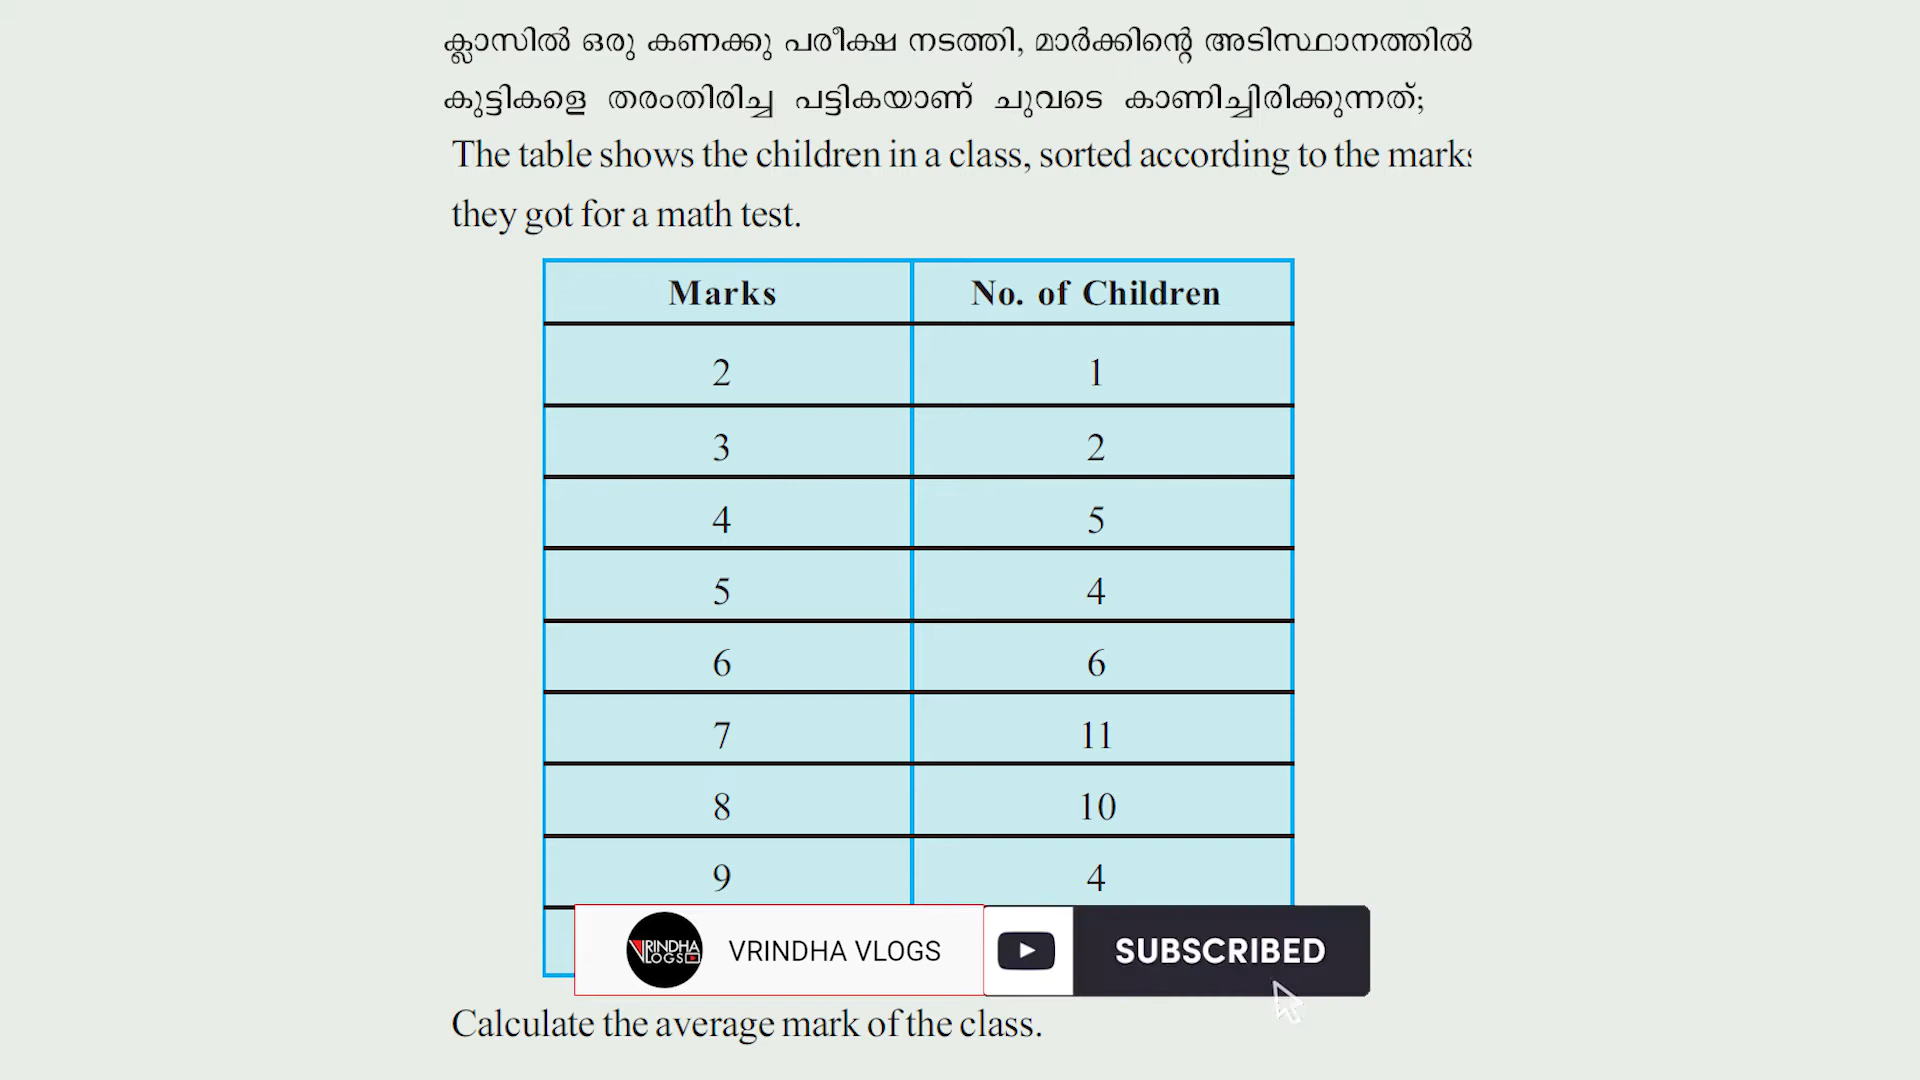 ക്ലാസിൽ ഒരു കണക്കു പരീക്ഷ നടത്തി, മാർക്കിന്റെ അടിസ്ഥാനത്തിൽ
കുട്ടികളെ തരംതിരിച്ച പട്ടികയാണ് ചുവടെ കാണിച്ചിരിക്കുന്നത്;
The table shows the children in a class, sorted according to the marks
they got for a math test.
Marks No. of Children
2 1
3 2
4 5
5 4
6 6
7 11
8 10
9 4
VRINDHA VLOGS VRINDHA VLOGS SUBSCRIBED
Calculate the average mark of the class.